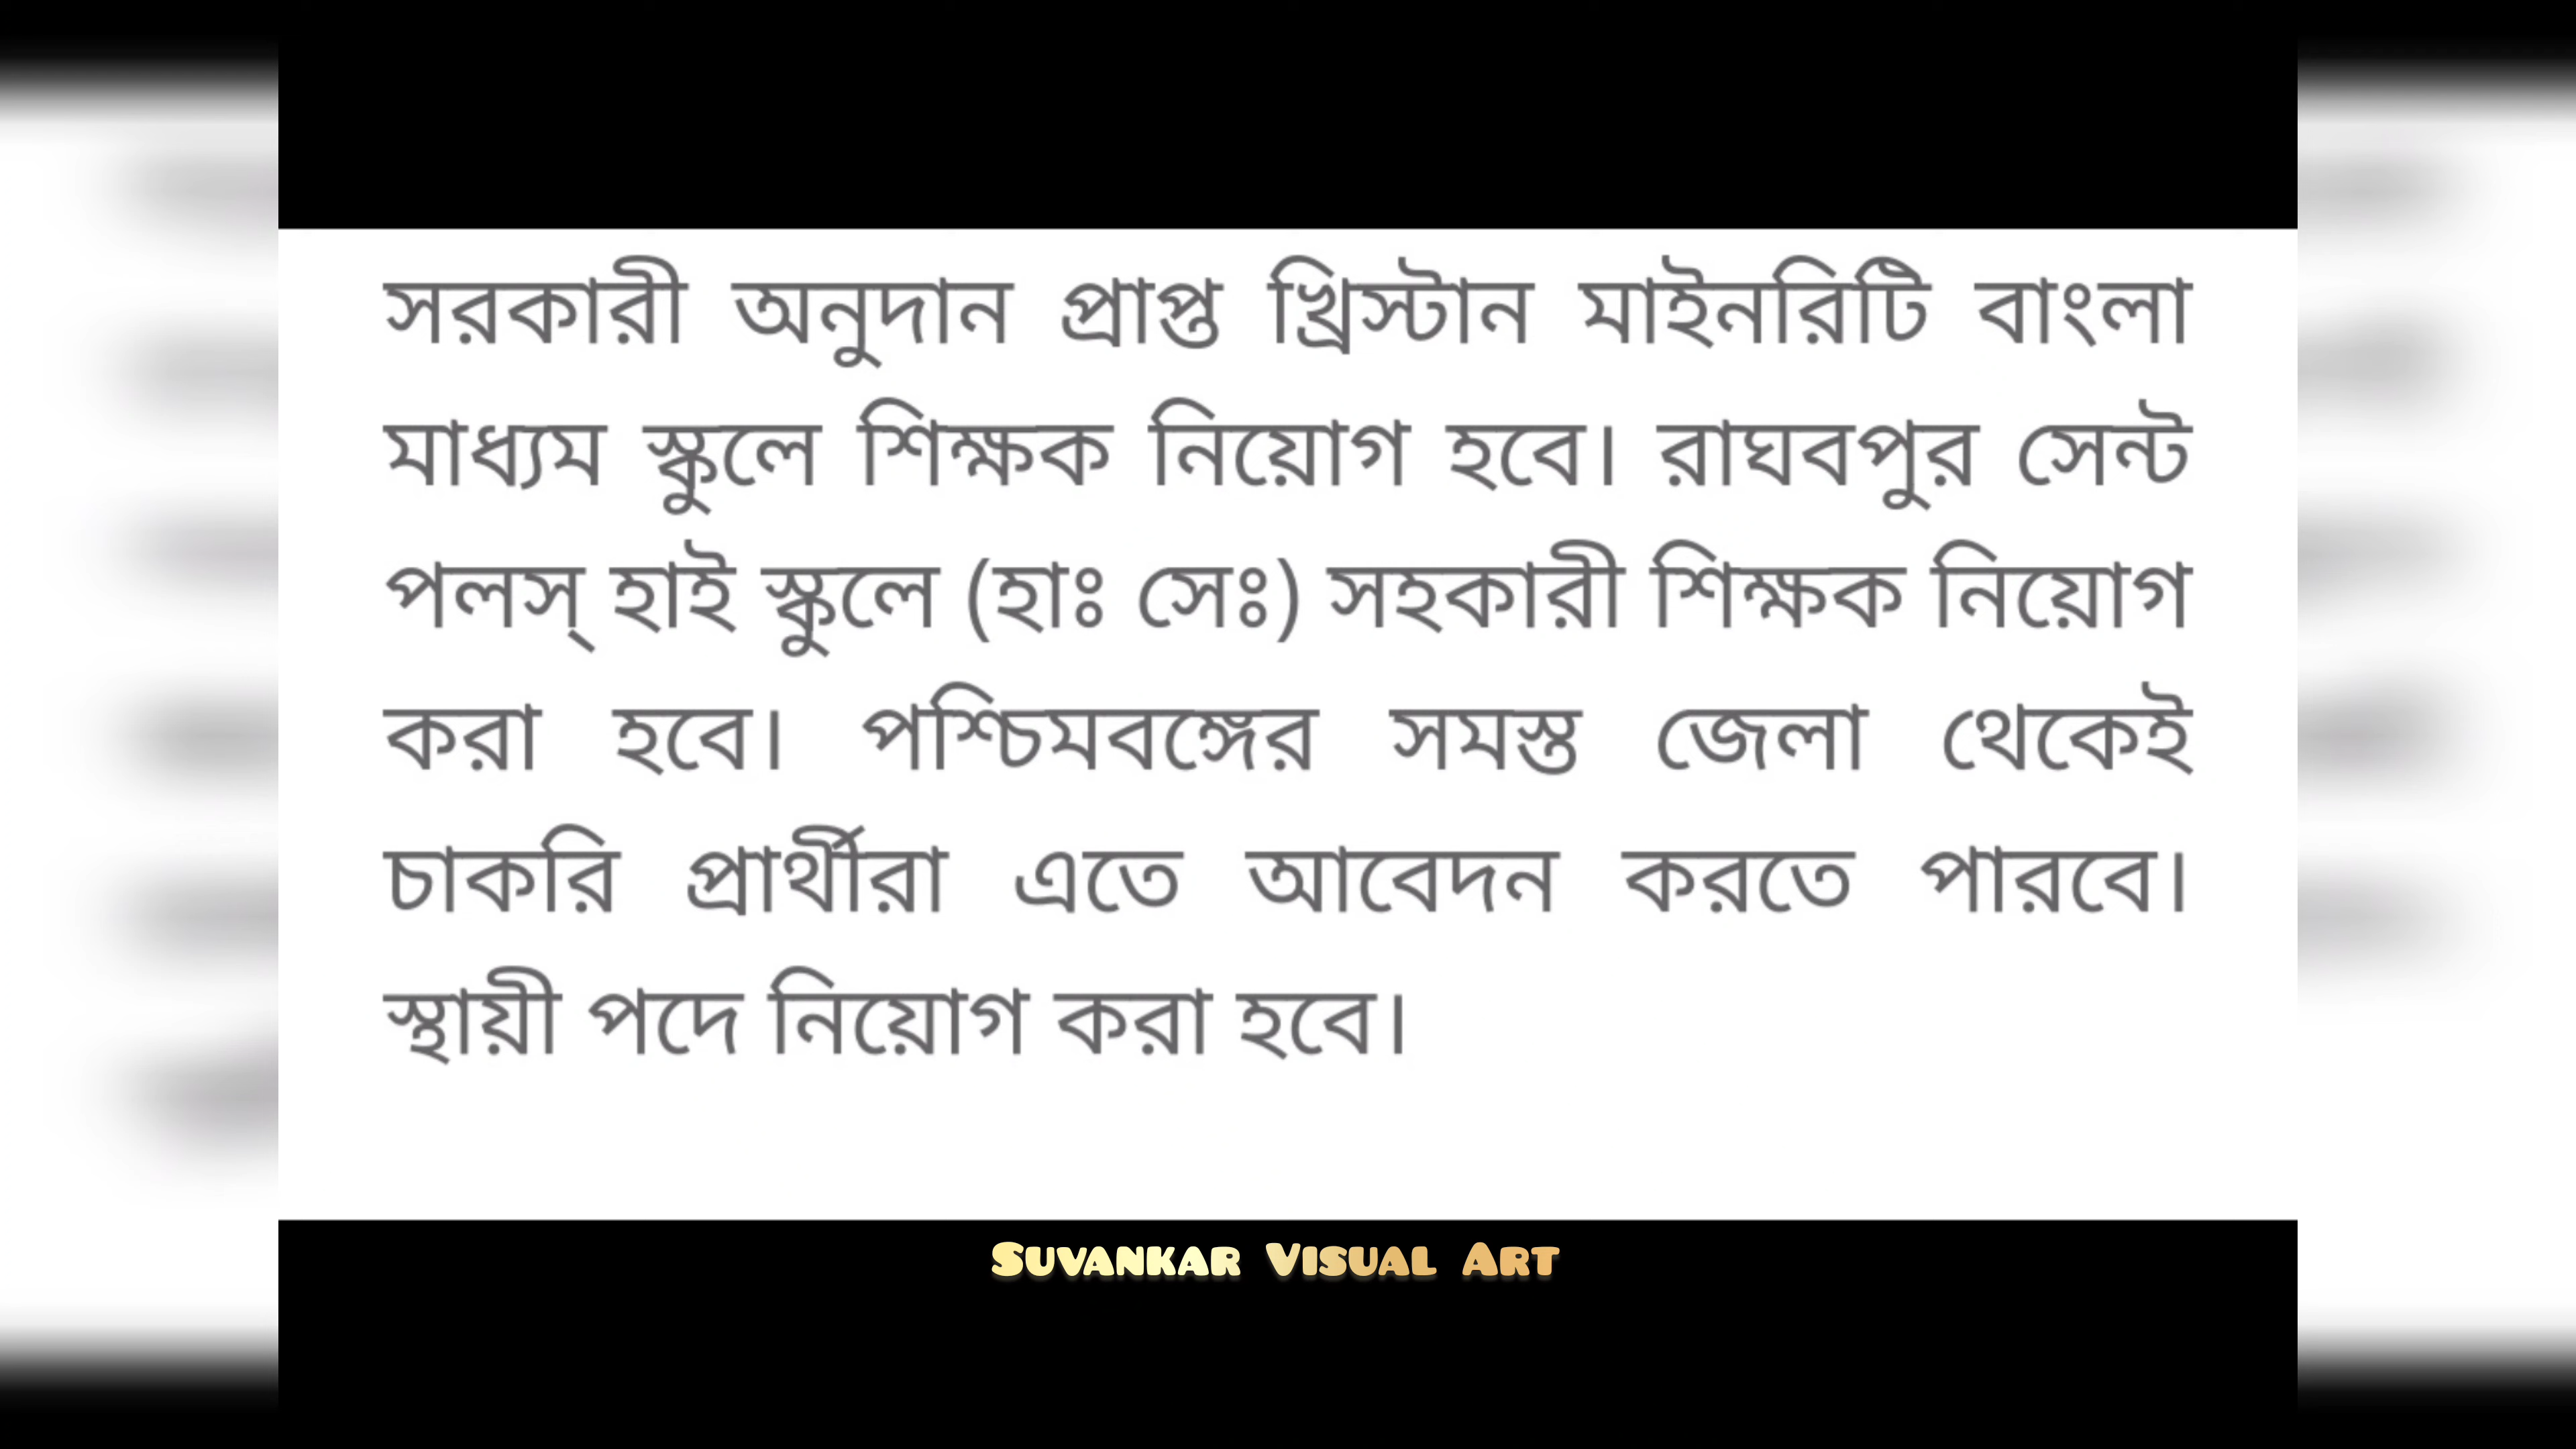 সরকারী অনুদান প্রাপ্ত খ্রিস্টান মাইনরিটি বাংলা
মাধ্যম স্কুলে শিক্ষক নিয়োগ হবে। রাঘবপুর সেন্ট
পলস্ হাই স্কুলে (হাঃ সেঃ) সহকারী শিক্ষক নিয়োগ
করা হবে। পশ্চিমবঙ্গের সমস্ত জেলা থেকেই
চাকরি প্রার্থীরা এতে আবেদন করতে পারবে।
স্থায়ী পদে নিয়োগ করা হবে।
SUVANKAR VISUAL ART